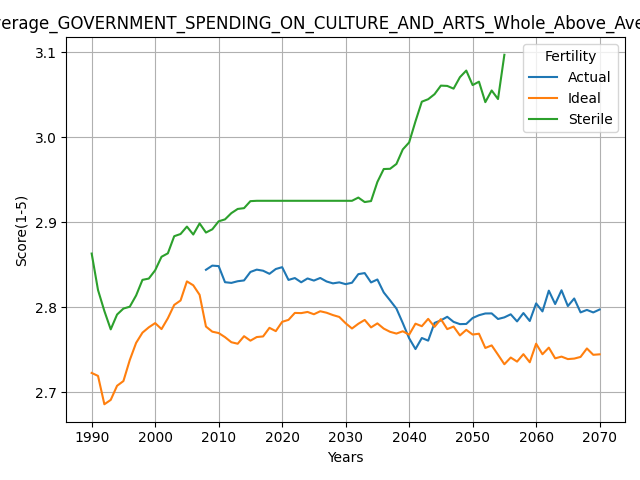 verage_GOVERNMENT_SPENDING_ON_CULTURE_AND_ARTS_Whole_Above_Ave
Fertility
Actual
Ideal
Sterile
Score(1-5)
3.1
3.0
2.9
2.8
2.7
1990 2000 2010 2020 2030 2040 2050 2060 2070
Years